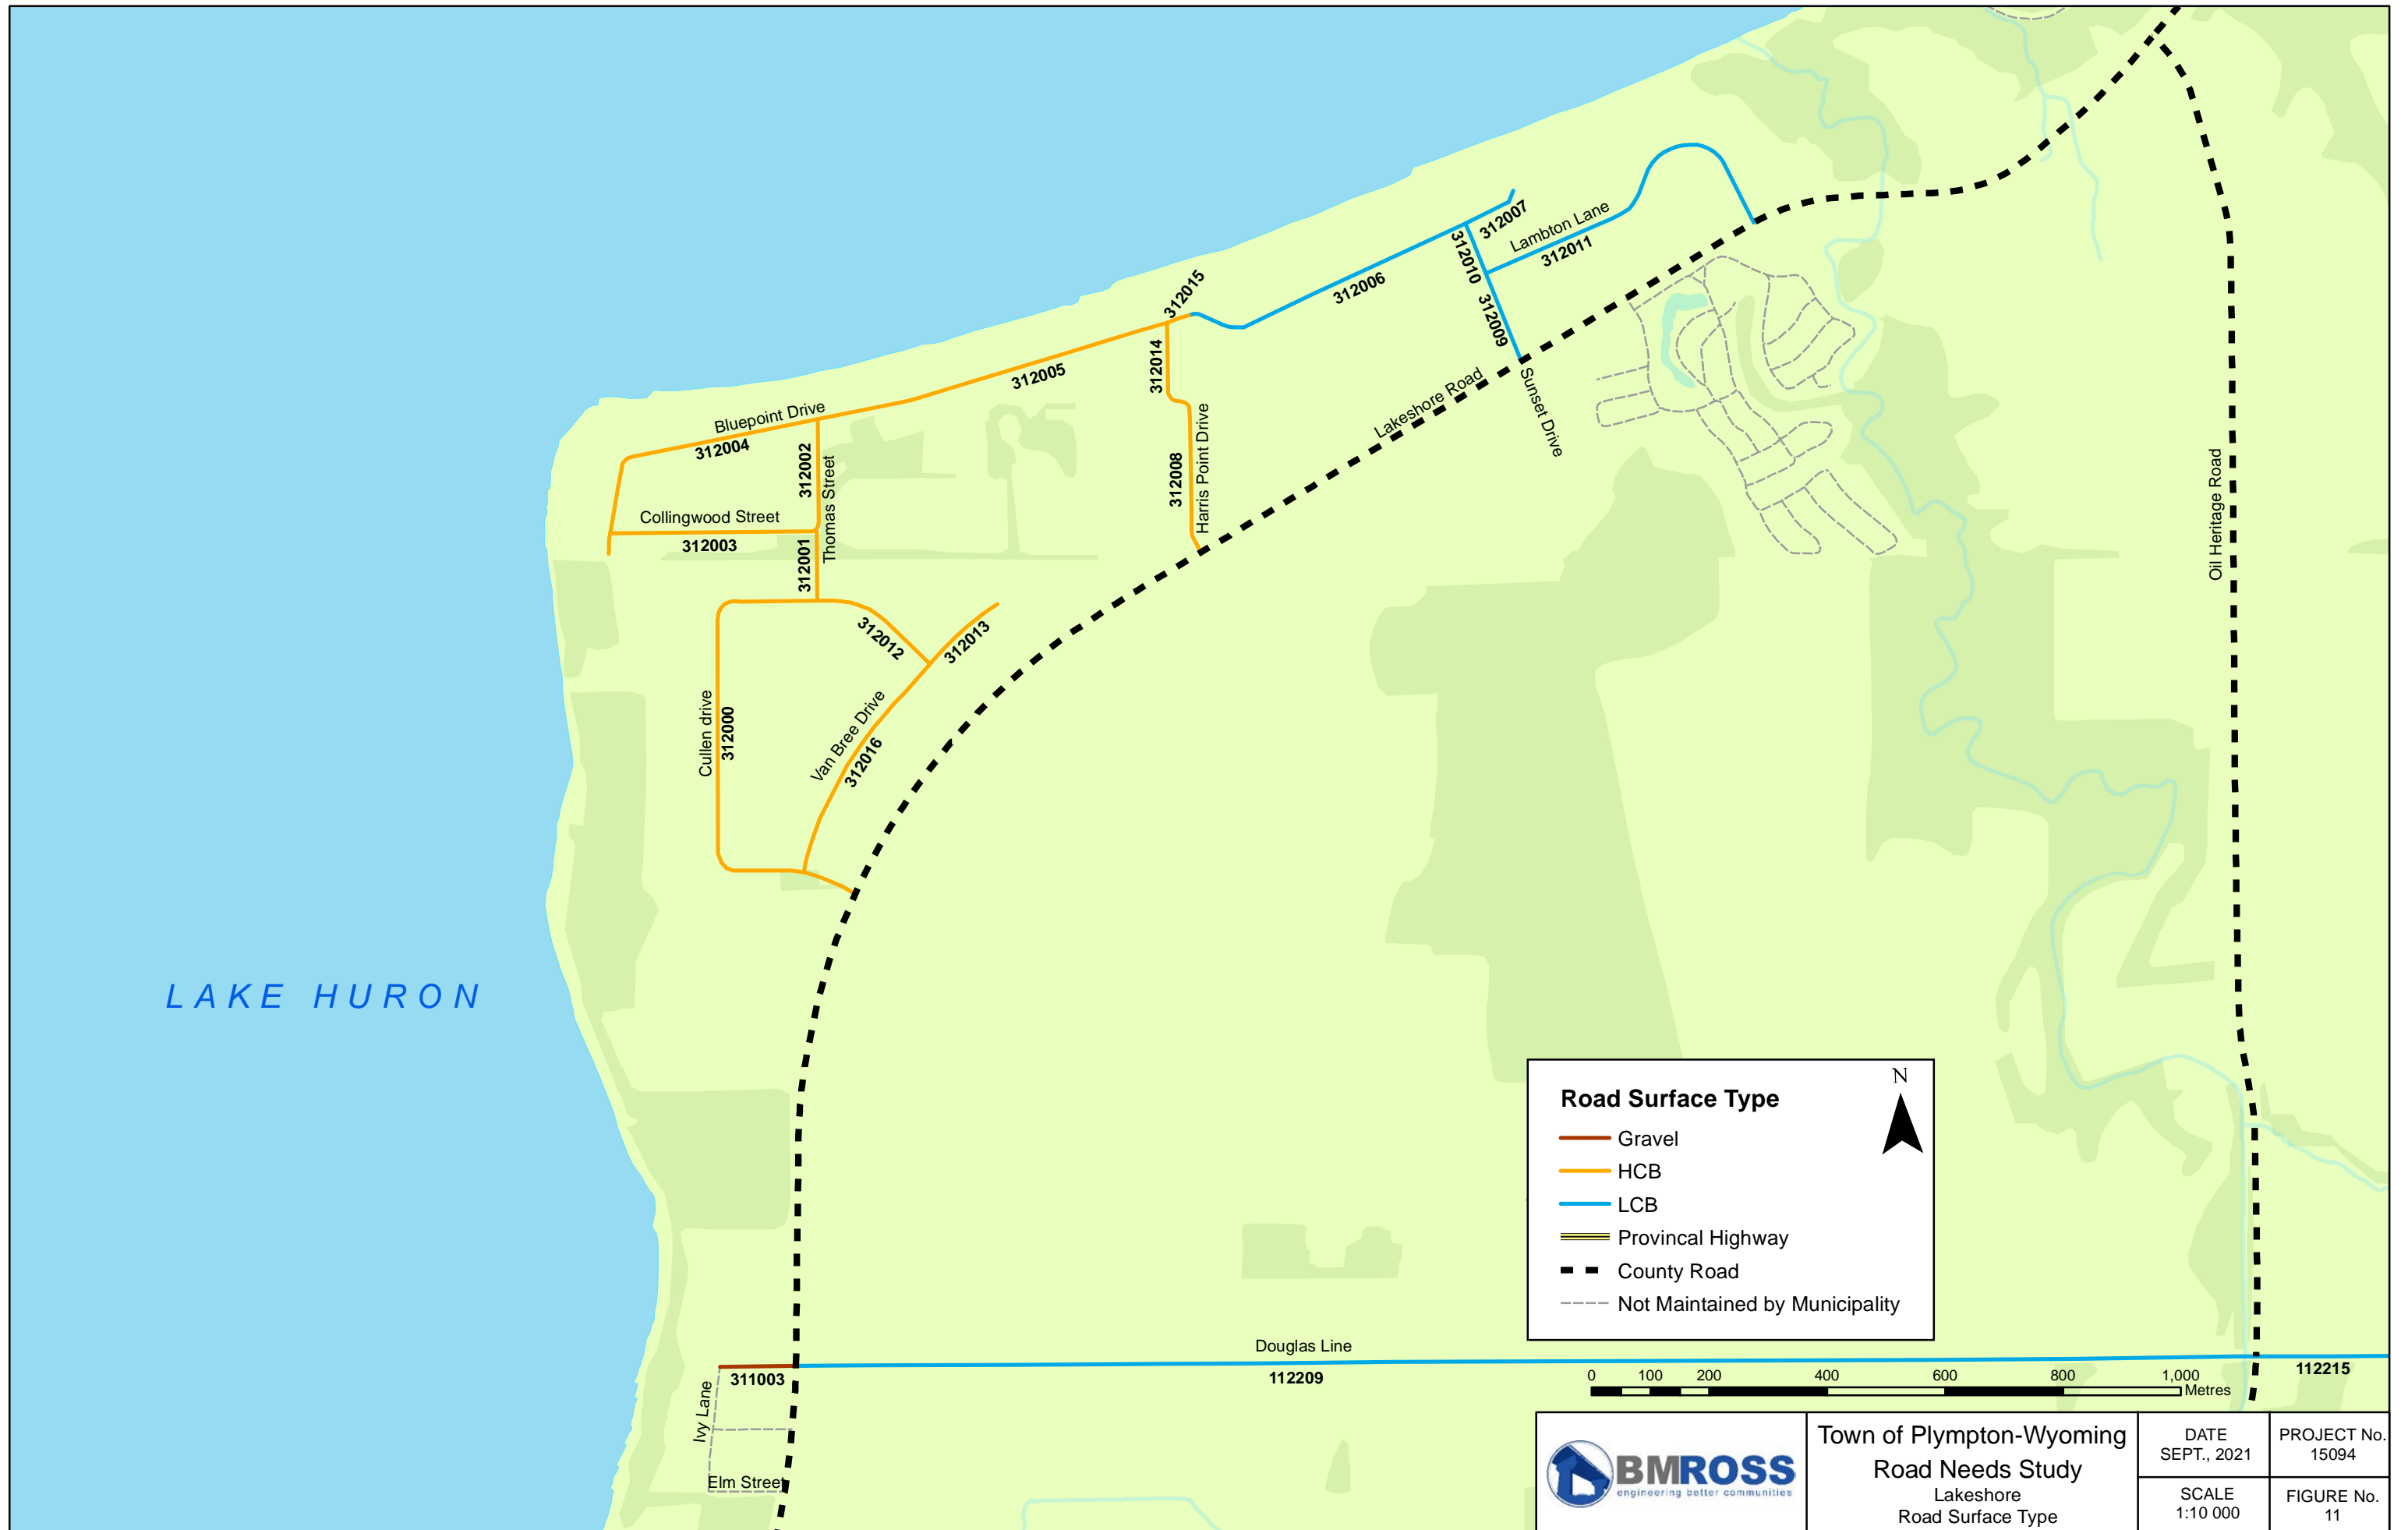 312007
Lambton Lane
312011
312010
312009
312006
312015
312014
312005
Bluepoint Drive
312004
312002
Thomas Street
Collingwood Street
312003
312001
312008
Harris Point Drive
Lakeshore Road
Sunset Drive
Oil Heritage Road
312012
312013
Cullen drive
312000
Van Bree Drive
312016
LAKE HURON
Road Surface Type
N
Gravel
HCB
LCB
Provincal Highway
County Road
Not Maintained by Municipality
Douglas Line
311003
112209
112215
0 100 200 400 600 800 1,000
Metres
Ivy Lane
Elm Street
BMROSS
engineering better communities
Town of Plympton-Wyoming
Road Needs Study
Lakeshore
Road Surface Type
DATE
SEPT., 2021
PROJECT No.
15094
SCALE
1:10 000
FIGURE No.
11